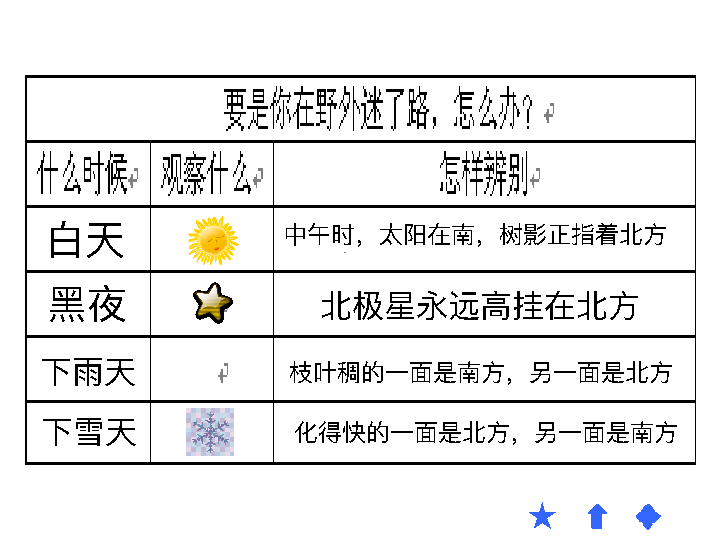 要是你在野外迷了路，怎么办？
什么时候 观察什么 怎样辨别
白天 中午时，太阳在南，树影正指着北方
黑夜 北极星永远高挂在北方
下雨天 枝叶稠的一面是南方，另一面是北方
下雪天 化得快的一面是北方，另一面是南方